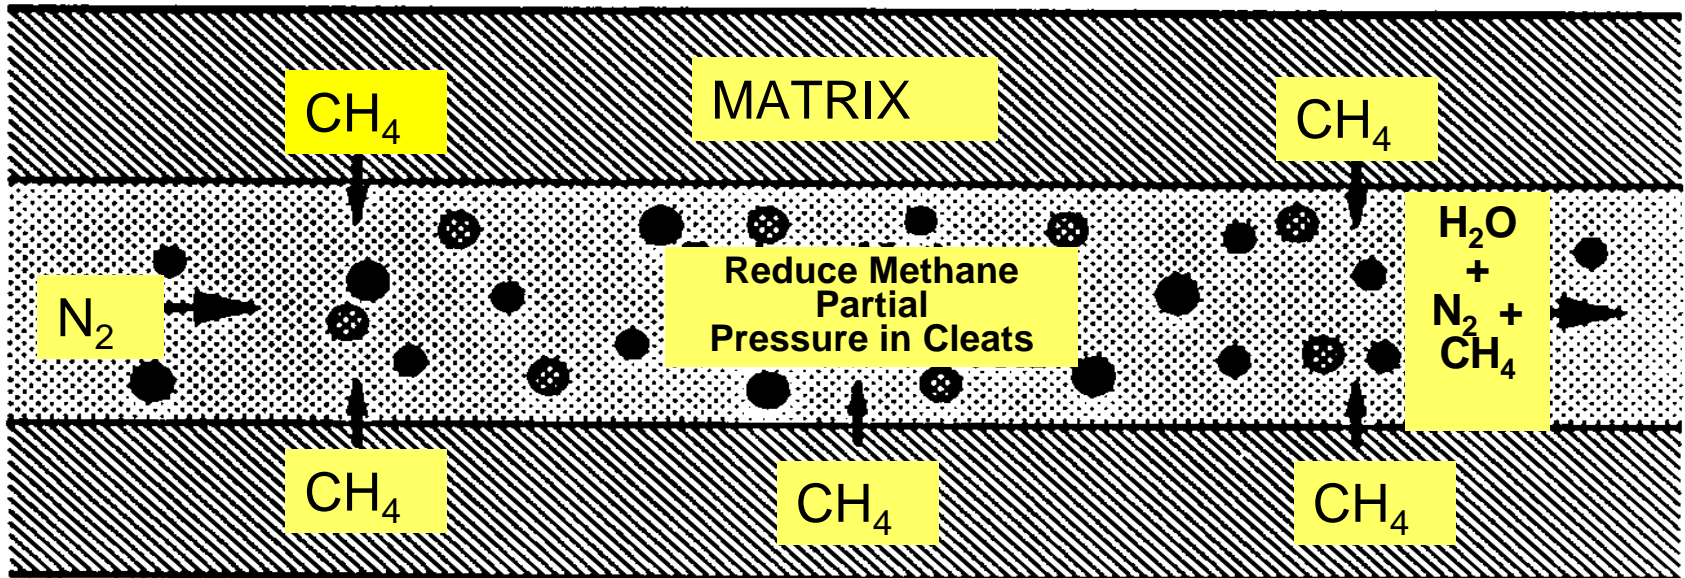 CH₄
MATRIX
CH₄
N₂
Reduce Methane
Partial
Pressure in Cleats
H₂O
+
N₂ +
CH₄
CH₄
CH₄
CH₄